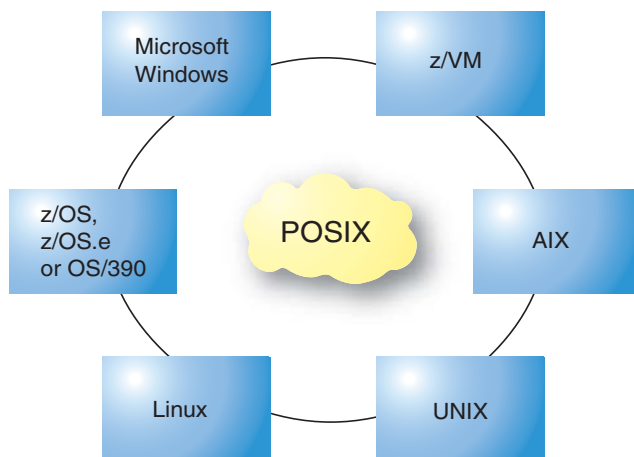 Microsoft
Windows
z/VM
z/OS,
z/OS.e
or OS/390
POSIX
AIX
Linux
UNIX